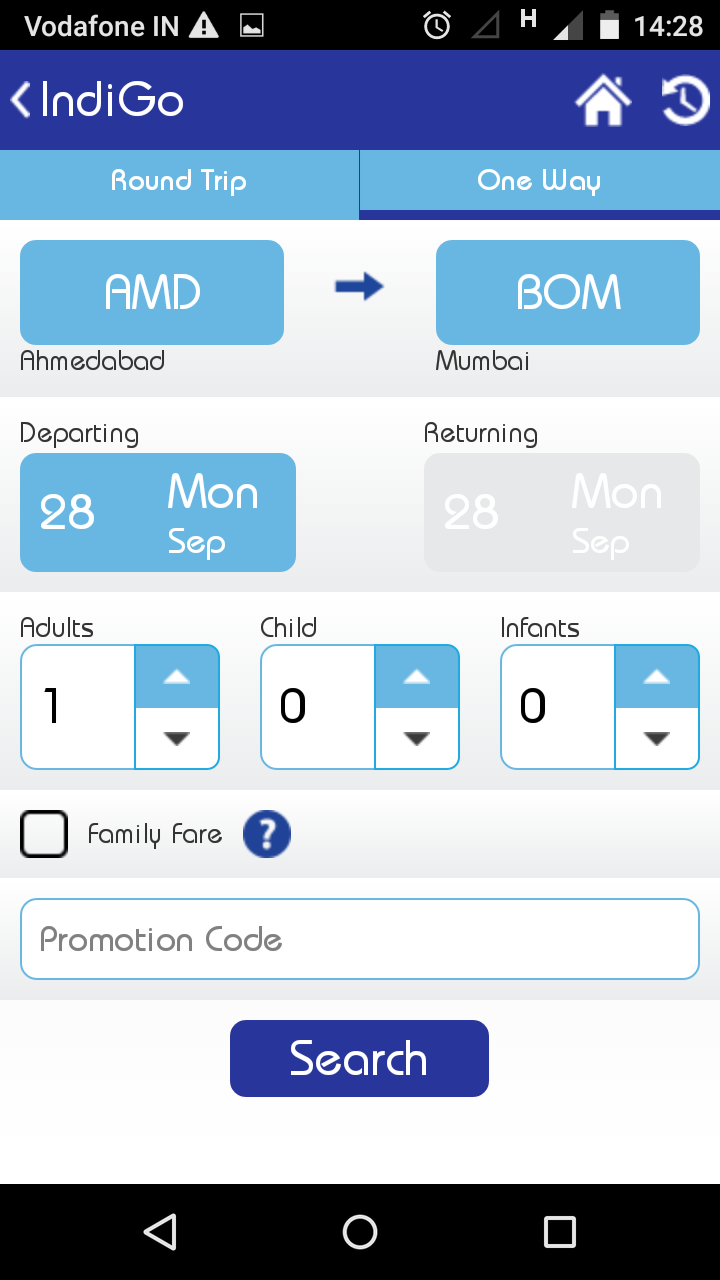 Vodafone IN H 14:28
IndiGo
Round Trip One Way
AMD BOM
Ahmedabad Mumbai
Departing Returning
28 Mon Sep 28 Mon Sep
Adults Child Infants
1 0 0
Family Fare ?
Promotion Code
Search